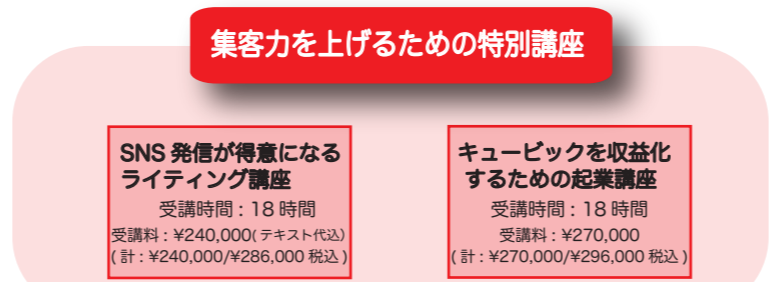 集客力を上げるための特別講座
SNS 発信が得意になる
ライティング講座
受講時間 : 18 時間
受講料 : ¥240,000( テキスト代込)
( 計 : ¥240,000/¥286,000 税込 )
キュービックを収益化
するための起業講座
受講時間 : 18 時間
受講料 : ¥270,000
( 計 : ¥270,000/¥296,000 税込 )